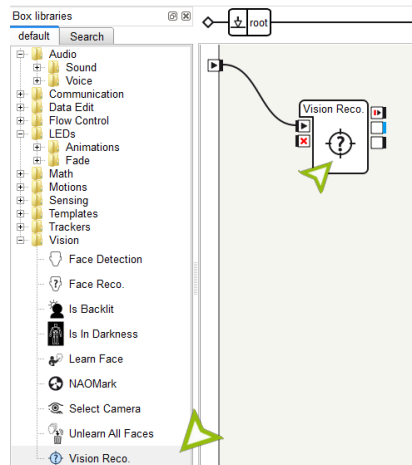 Box libraries
default
Search
root
Audio
Sound
Voice
Communication
Data Edit
Flow Control
LEDs
Animations
Fade
Math
Motions
Sensing
Templates
Trackers
Vision
Face Detection
Face Reco.
Is Backlit
Is In Darkness
Learn Face
NAOMark
Select Camera
Unlearn All Faces
Vision Reco.
Vision Reco.